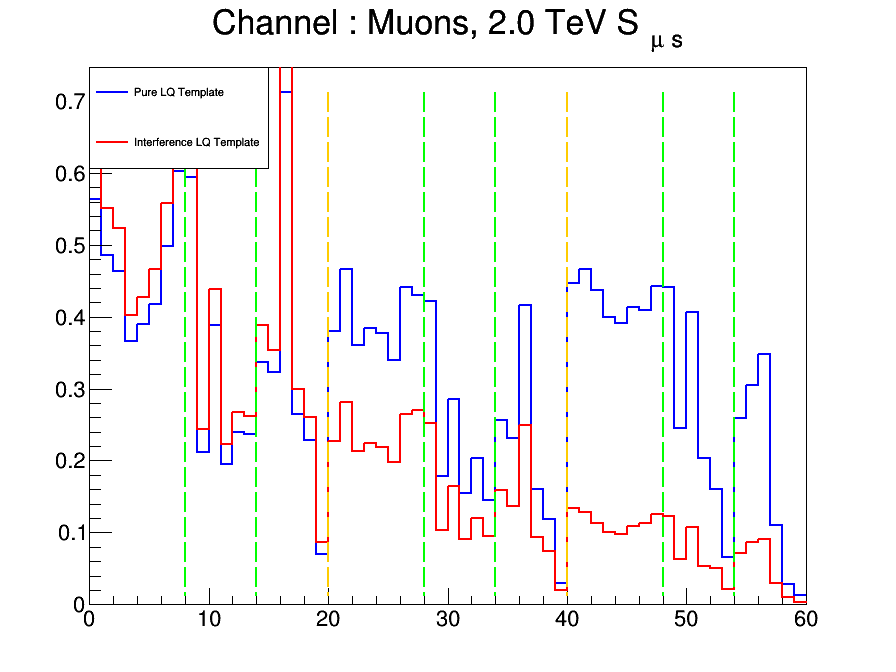 Channel : Muons, 2.0 TeV S μ s
Pure LQ Template
Interference LQ Template
0.7
0.6
0.5
0.4
0.3
0.2
0.1
0
0 10 20 30 40 50 60